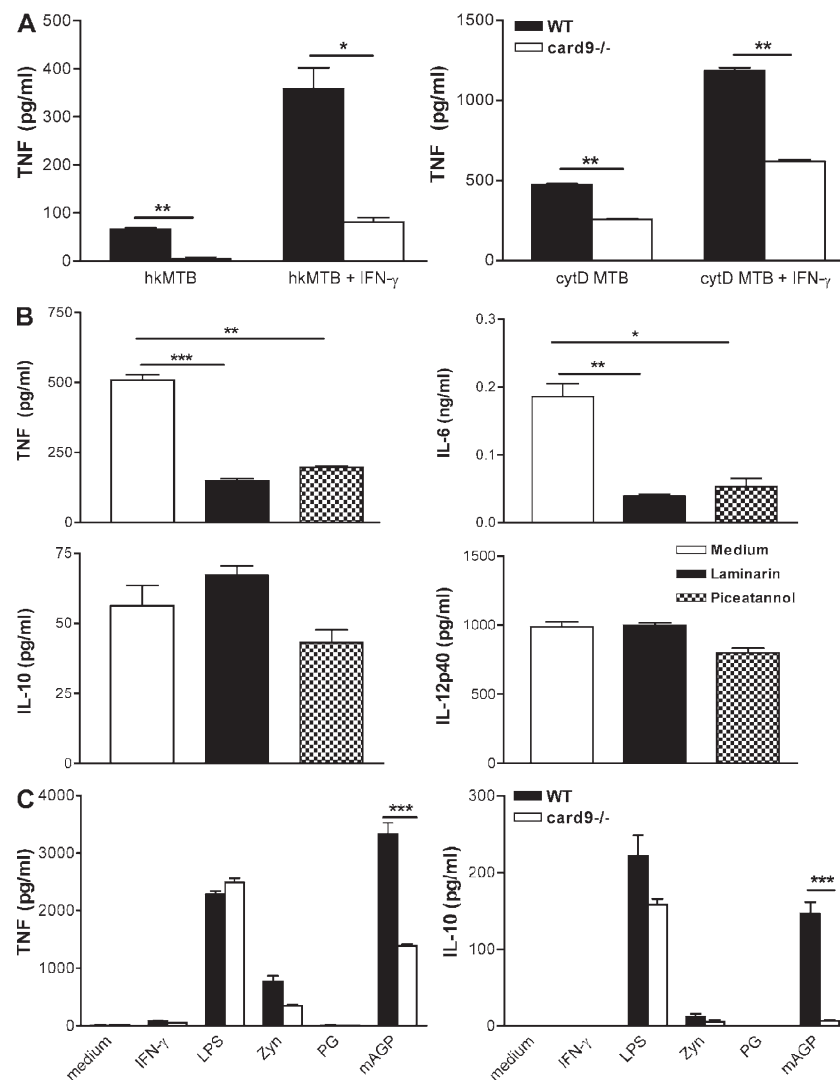 A
TNF (pg/ml)
500
400
300
200
100
0
*
**
hkMTB
hkMTB + IFN-γ
TNF (pg/ml)
1500
1000
500
0
WT
card9-/-
**
**
cytD MTB
cytD MTB + IFN-γ
B
TNF (pg/ml)
750
500
250
0
**
***
IL-6 (ng/ml)
0.3
0.2
0.1
0.0
*
**
IL-10 (pg/ml)
75
50
25
0
IL-12p40 (pg/ml)
1500
1000
500
0
Medium
Laminarin
Piceatannol
C
TNF (pg/ml)
4000
3000
2000
1000
0
***
medium
IFN-γ
LPS
Zyn
PG
mAGP
IL-10 (pg/ml)
300
200
100
0
WT
card9-/-
***
medium
IFN-γ
LPS
Zyn
PG
mAGP